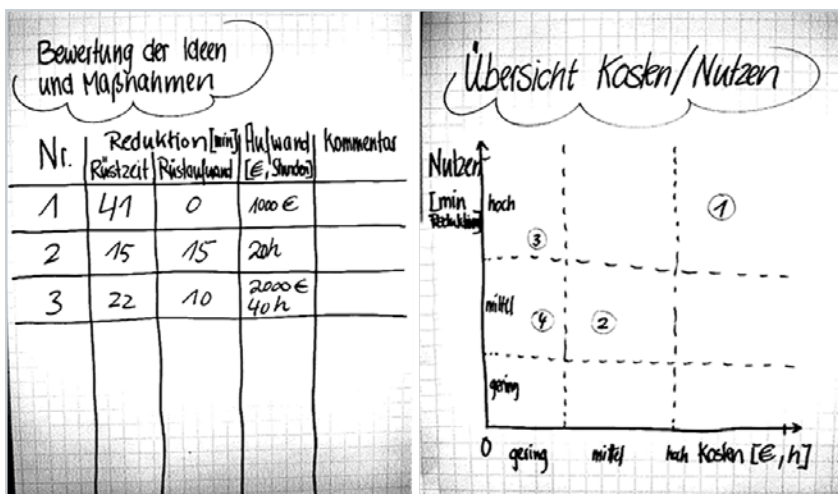 Bewertung der Ideen
und Maßnahmen
Nr. Reduktion [min] Aufwand Kommentar
Rüstzeit Rüstaufwand [€, Stunden]
1 41 0 1000 €
2 15 15 20h
3 22 10 2000 €
40 h
Übersicht Kosten/Nutzen
Nutzen
[min
Reduktion]
hoch
1
3
mittel
4 2
gering
0 gering mittel hoch Kosten [€, h]